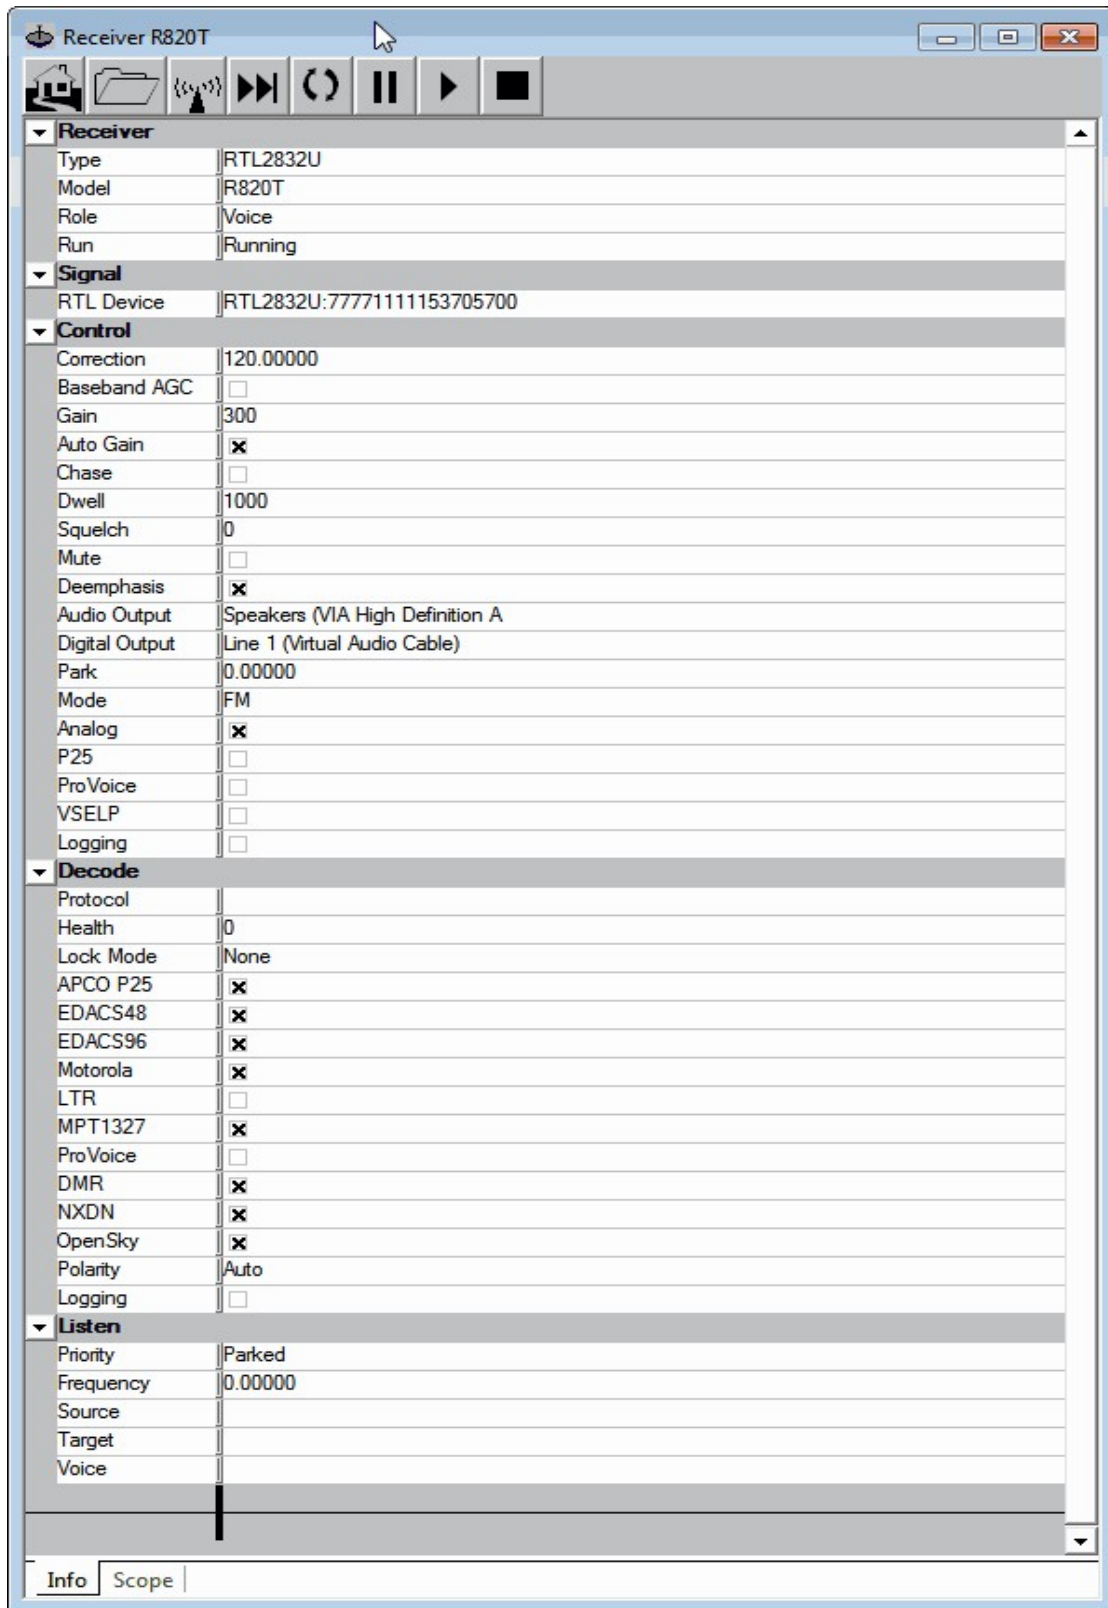 Receiver R820T
Receiver
Type RTL2832U
Model R820T
Role Voice
Run Running
Signal
RTL Device RTL2832U:77771111153705700
Control
Correction 120.00000
Baseband AGC
Gain 300
Auto Gain
Chase
Dwell 1000
Squelch 0
Mute
Deemphasis
Audio Output Speakers (VIA High Definition A
Digital Output Line 1 (Virtual Audio Cable)
Park 0.00000
Mode FM
Analog
P25
ProVoice
VSELP
Logging
Decode
Protocol
Health 0
Lock Mode None
APCO P25
EDACS48
EDACS96
Motorola
LTR
MPT1327
ProVoice
DMR
NXDN
OpenSky
Polarity Auto
Logging
Listen
Priority Parked
Frequency 0.00000
Source
Target
Voice
Info Scope